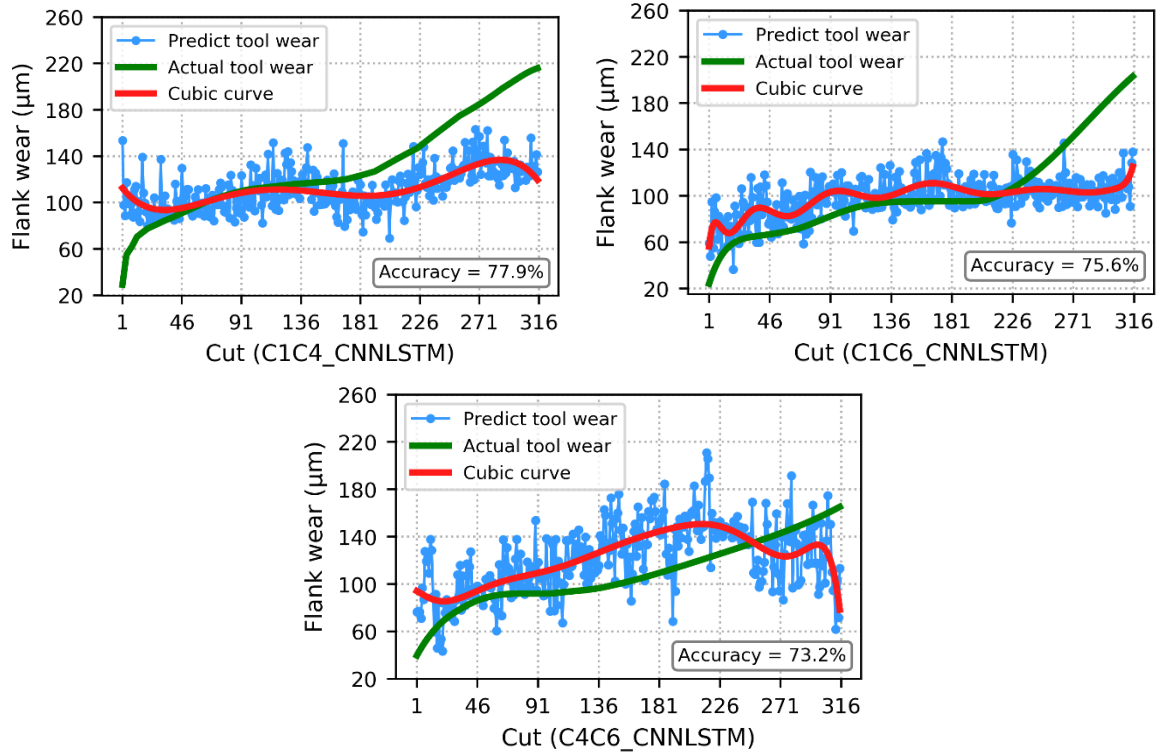 Flank wear (μm)
260
220
180
140
100
60
20
Predict tool wear
Actual tool wear
Cubic curve
Accuracy = 77.9%
1 46 91 136 181 226 271 316
Cut (C1C4_CNNLSTM)
Flank wear (μm)
260
220
180
140
100
60
20
Predict tool wear
Actual tool wear
Cubic curve
Accuracy = 75.6%
1 46 91 136 181 226 271 316
Cut (C1C6_CNNLSTM)
Flank wear (μm)
260
220
180
140
100
60
20
Predict tool wear
Actual tool wear
Cubic curve
Accuracy = 73.2%
1 46 91 136 181 226 271 316
Cut (C4C6_CNNLSTM)